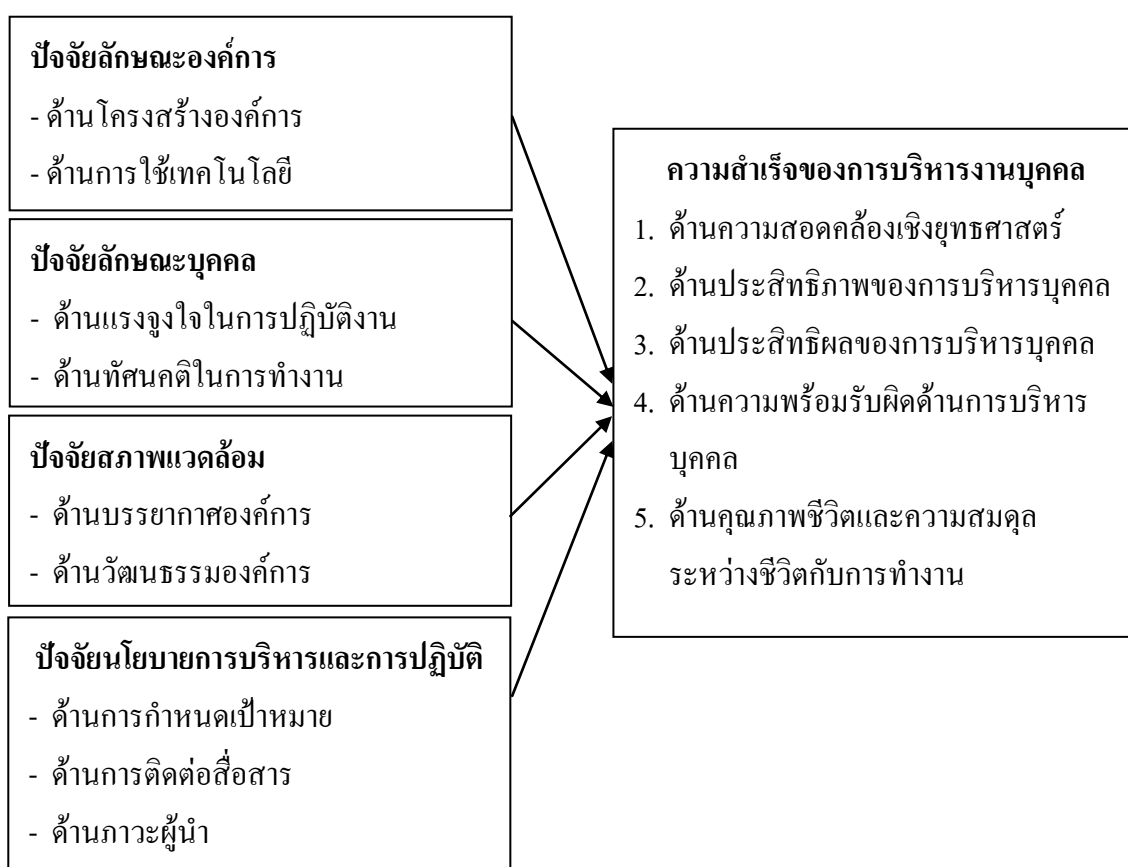 ปัจจัยลักษณะองค์การ
- ด้านโครงสร้างองค์การ
- ด้านการใช้เทคโนโลยี
ปัจจัยลักษณะบุคคล
- ด้านแรงจูงใจในการปฏิบัติงาน
- ด้านทัศนคติในการทำงาน
ปัจจัยสภาพแวดล้อม
- ด้านบรรยากาศองค์การ
- ด้านวัฒนธรรมองค์การ
ปัจจัยนโยบายการบริหารและการปฏิบัติ
- ด้านการกำหนดเป้าหมาย
- ด้านการติดต่อสื่อสาร
- ด้านภาวะผู้นำ
ความสำเร็จของการบริหารงานบุคคล
1. ด้านความสอดคล้องเชิงยุทธศาสตร์
2. ด้านประสิทธิภาพของการบริหารบุคคล
3. ด้านประสิทธิผลของการบริหารบุคคล
4. ด้านความพร้อมรับผิดด้านการบริหาร
บุคคล
5. ด้านคุณภาพชีวิตและความสมดุล
ระหว่างชีวิตกับการทำงาน